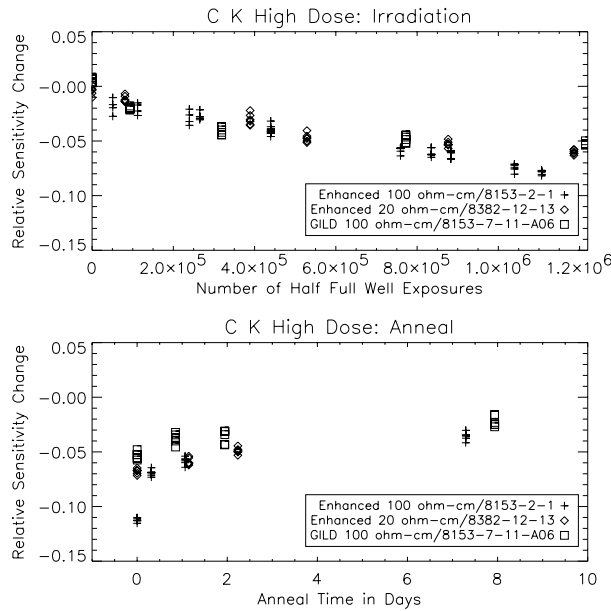 C K High Dose: Irradiation
0.05
-0.00
-0.05
-0.10
-0.15
Relative Sensitivity Change
Enhanced 100 ohm-cm/8153-2-1 +
Enhanced 20 ohm-cm/8382-12-13 ◇
GILD 100 ohm-cm/8153-7-11-A06 □
0 2.0×10⁵ 4.0×10⁵ 6.0×10⁵ 8.0×10⁵ 1.0×10⁶ 1.2×10⁶
Number of Half Full Well Exposures
C K High Dose: Anneal
0.05
-0.00
-0.05
-0.10
-0.15
Relative Sensitivity Change
Enhanced 100 ohm-cm/8153-2-1 +
Enhanced 20 ohm-cm/8382-12-13 ◇
GILD 100 ohm-cm/8153-7-11-A06 □
0 2 4 6 8 10
Anneal Time in Days